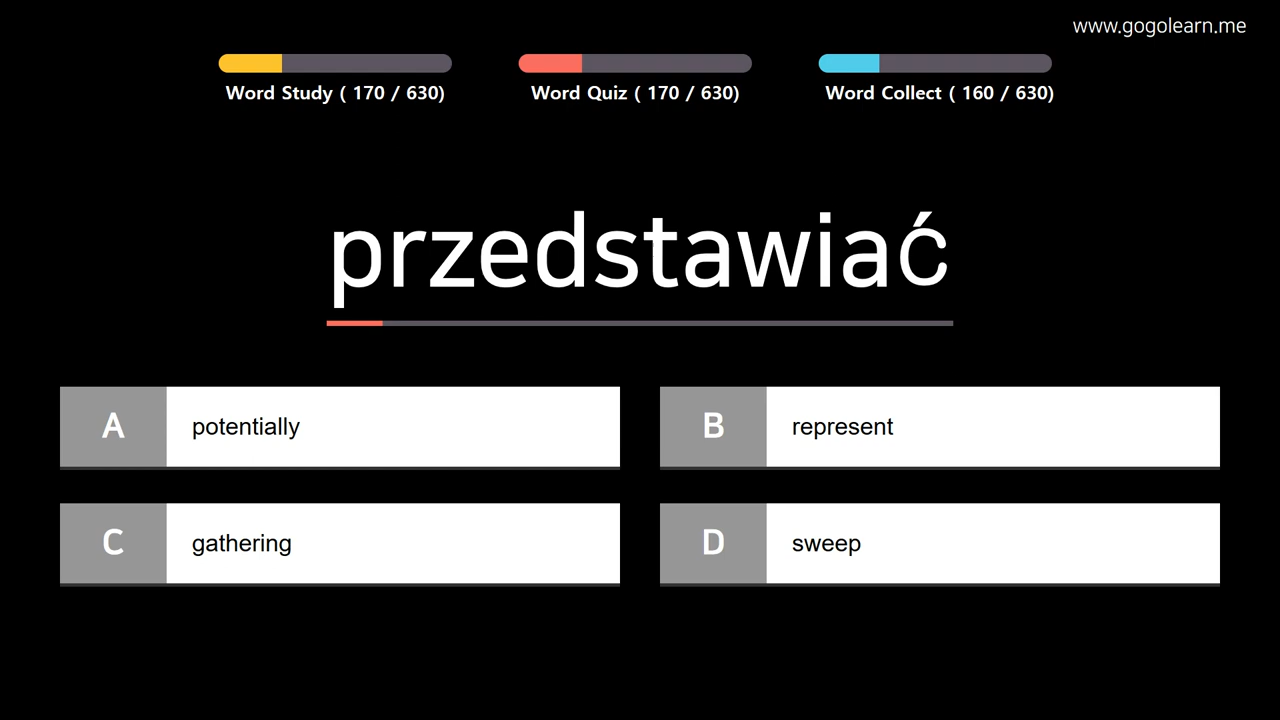 www.gogolearn.me
Word Study ( 170 / 630)
Word Quiz ( 170 / 630)
Word Collect ( 160 / 630)
przedstawiać
A potentially
B represent
C gathering
D sweep